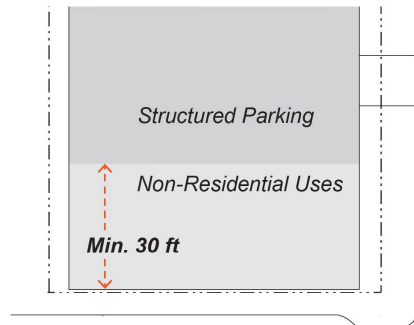 Structured Parking
Non-Residential Uses
Min. 30 ft